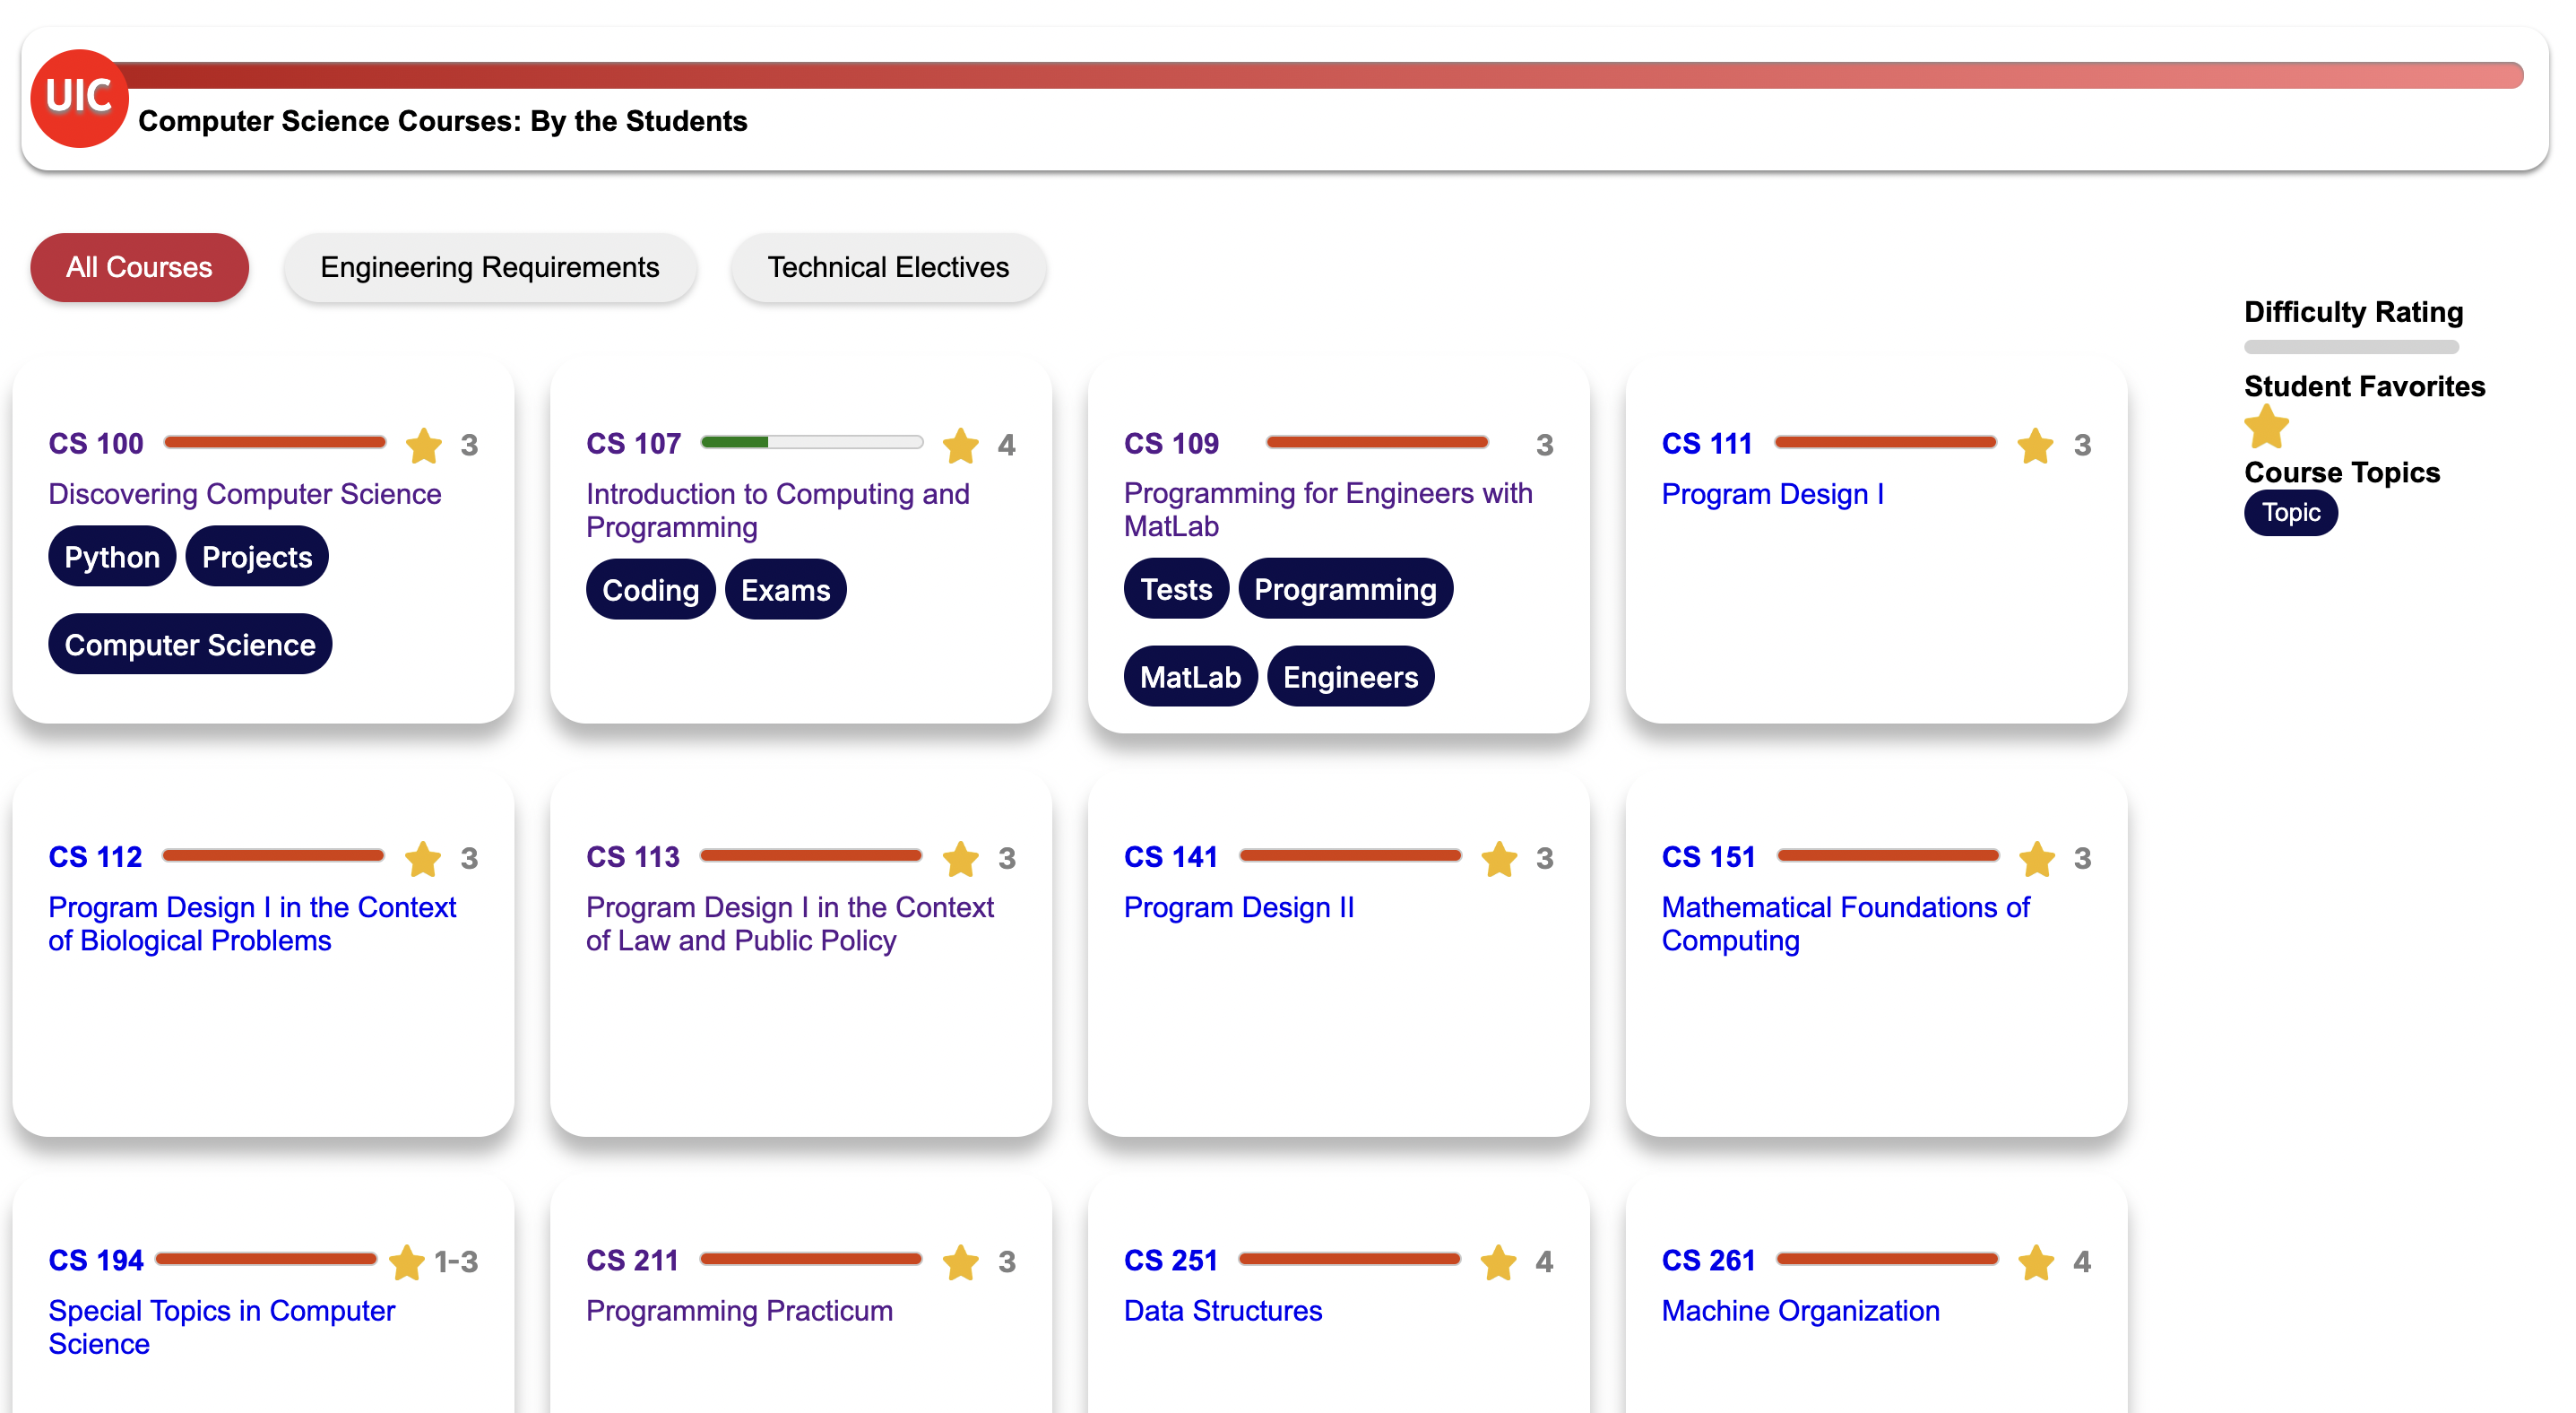 UIC
Computer Science Courses: By the Students
All Courses
Engineering Requirements
Technical Electives
Difficulty Rating
Student Favorites
Course Topics
Topic
CS 100 3
Discovering Computer Science
Python Projects
Computer Science
CS 107 4
Introduction to Computing and
Programming
Coding Exams
CS 109 3
Programming for Engineers with
MatLab
Tests Programming
MatLab Engineers
CS 111 3
Program Design I
CS 112 3
Program Design I in the Context
of Biological Problems
CS 113 3
Program Design I in the Context
of Law and Public Policy
CS 141 3
Program Design II
CS 151 3
Mathematical Foundations of
Computing
CS 194 1-3
Special Topics in Computer
Science
CS 211 3
Programming Practicum
CS 251 4
Data Structures
CS 261 4
Machine Organization